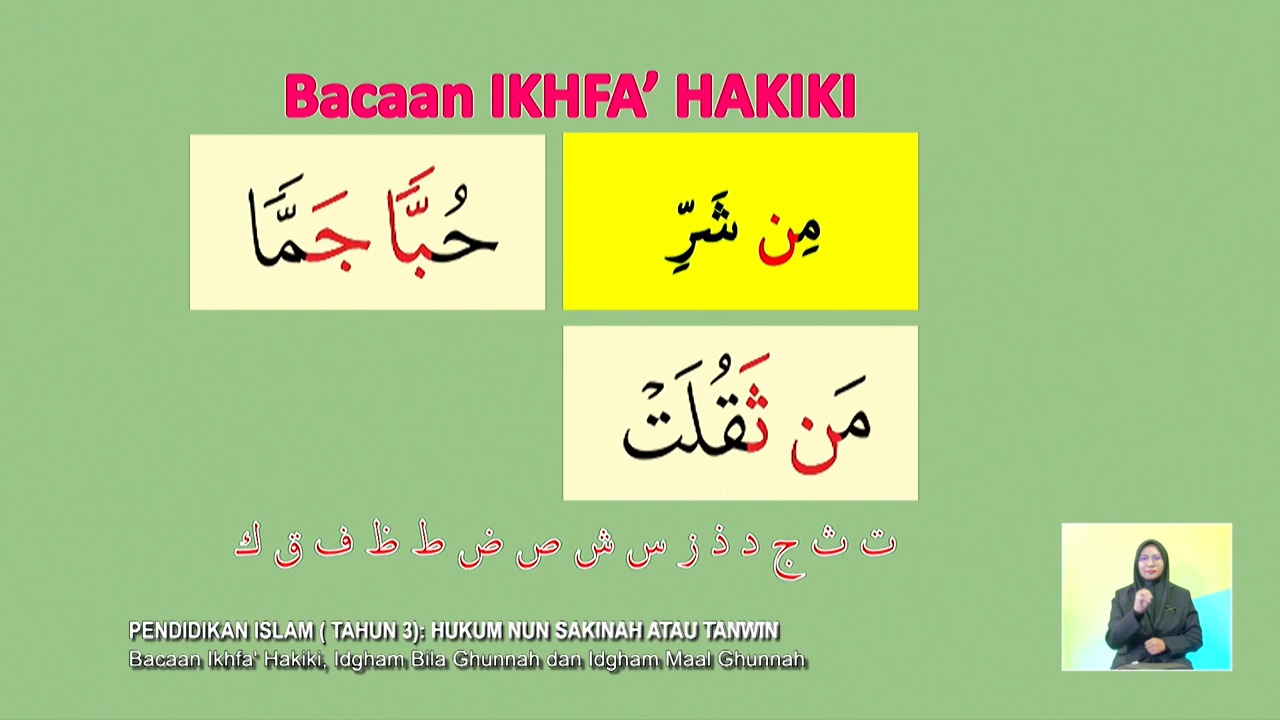 Bacaan IKHFA’ HAKIKI
مِن شَرِّ
حُبًّا جَمًّا
مَن ثَقُلَتْ
ت ث ج د ذ ز س ش ص ض ط ظ ف ق ك
PENDIDIKAN ISLAM ( TAHUN 3): HUKUM NUN SAKINAH ATAU TANWIN
Bacaan Ikhfa' Hakiki, Idgham Bila Ghunnah dan Idgham Maal Ghunnah